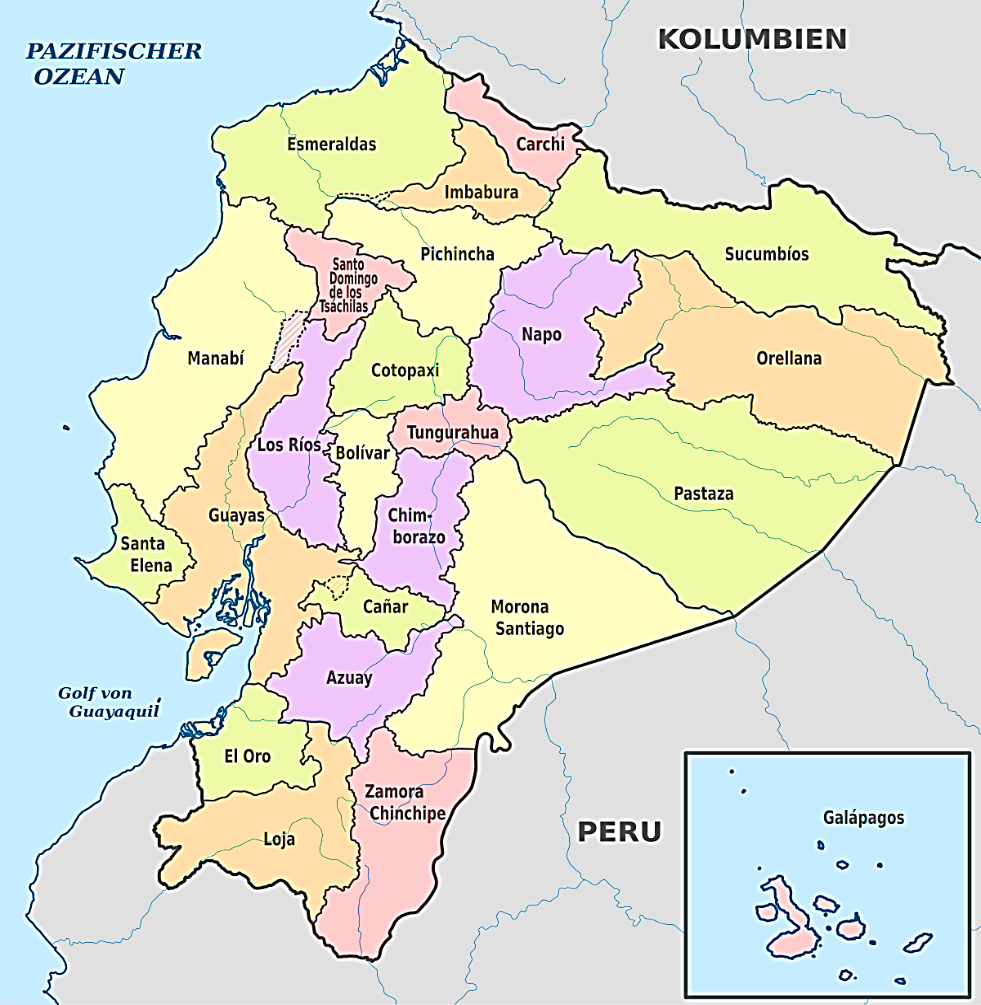 PAZIFISCHER
OZEAN
KOLUMBIEN
Esmeraldas
Carchi
Imbabura
Pichincha
Sucumbíos
Santo
Domingo
de los
Tsáchilas
Napo
Manabí
Cotopaxi
Orellana
Los Ríos
Bolívar
Tungurahua
Pastaza
Guayas
Chim-
borazo
Santa
Elena
Cañar
Morona
Santiago
Azuay
Golf von
Guayaquil
El Oro
Zamora
Chinchipe
Loja
PERU
Galápagos